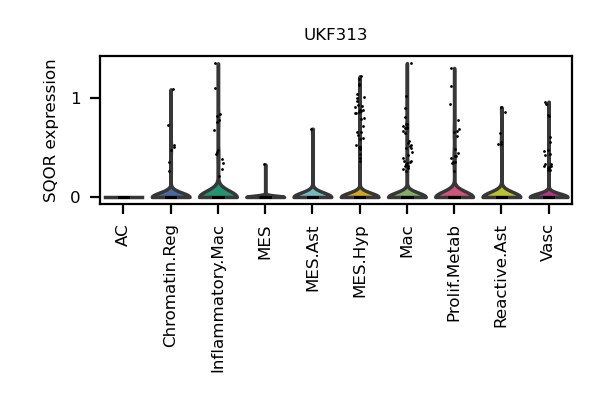 UKF313
SQOR expression
1
0
AC
Chromatin.Reg
Inflammatory.Mac
MES
MES.Ast
MES.Hyp
Mac
Prolif.Metab
Reactive.Ast
Vasc